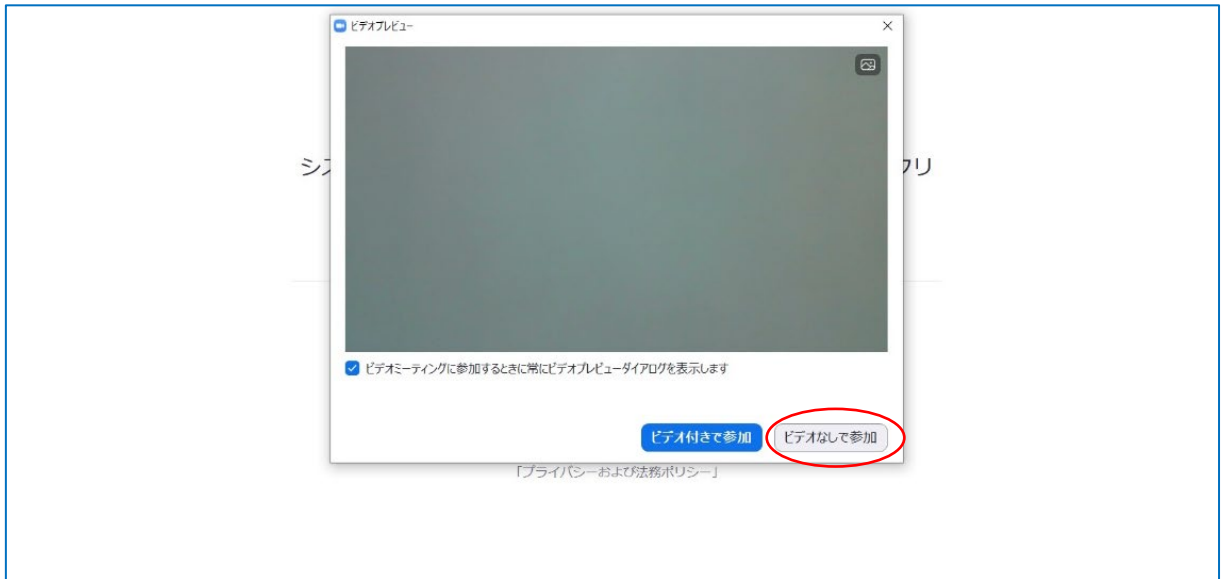 ビデオプレビュー
シス
クリ
ビデオミーティングに参加するときに常にビデオプレビューダイアログを表示します
ビデオ付きで参加
ビデオなしで参加
「プライバシーおよび法務ポリシー」